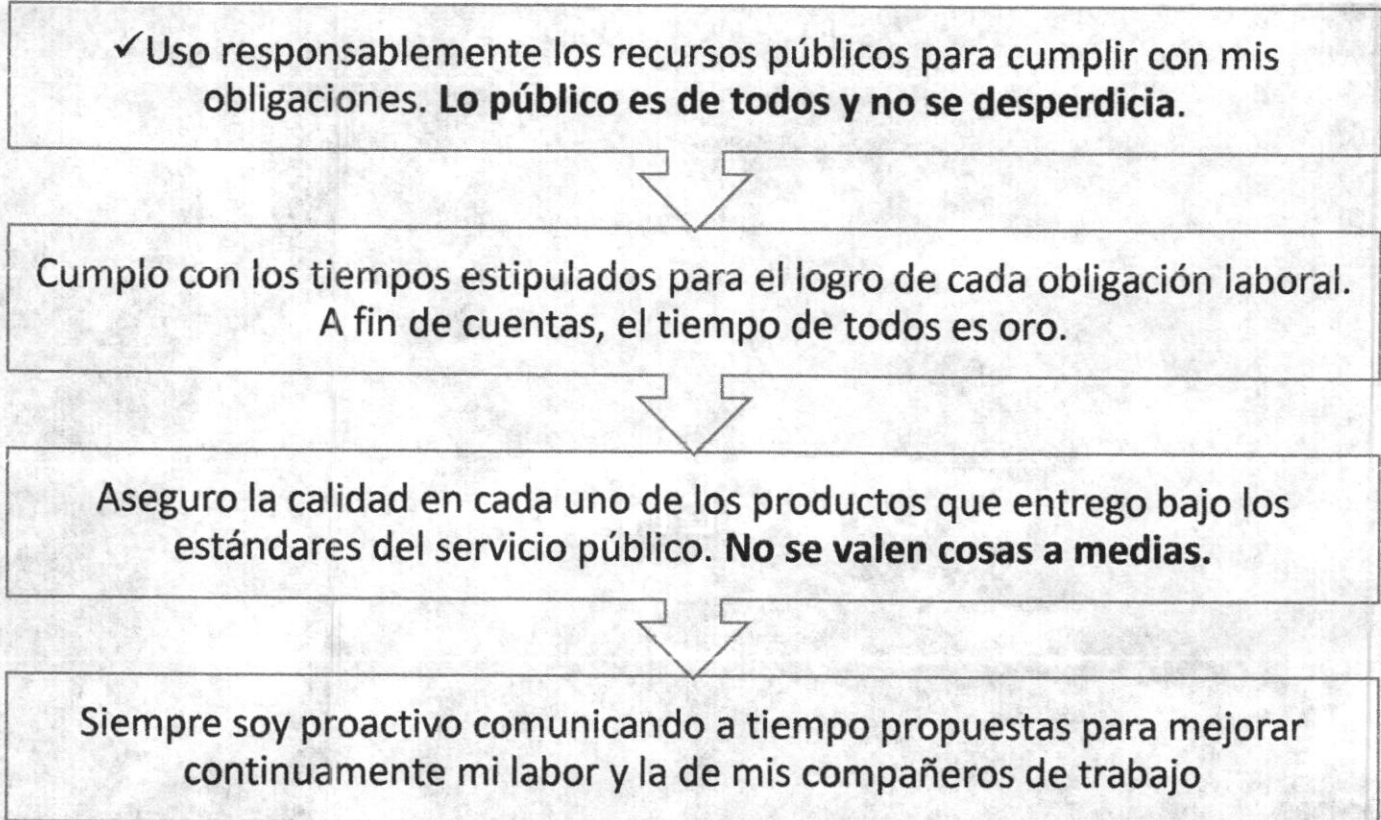 ✓Uso responsablemente los recursos públicos para cumplir con mis
obligaciones. Lo público es de todos y no se desperdicia.
Cumplo con los tiempos estipulados para el logro de cada obligación laboral.
A fin de cuentas, el tiempo de todos es oro.
Aseguro la calidad en cada uno de los productos que entrego bajo los
estándares del servicio público. No se valen cosas a medias.
Siempre soy proactivo comunicando a tiempo propuestas para mejorar
continuamente mi labor y la de mis compañeros de trabajo